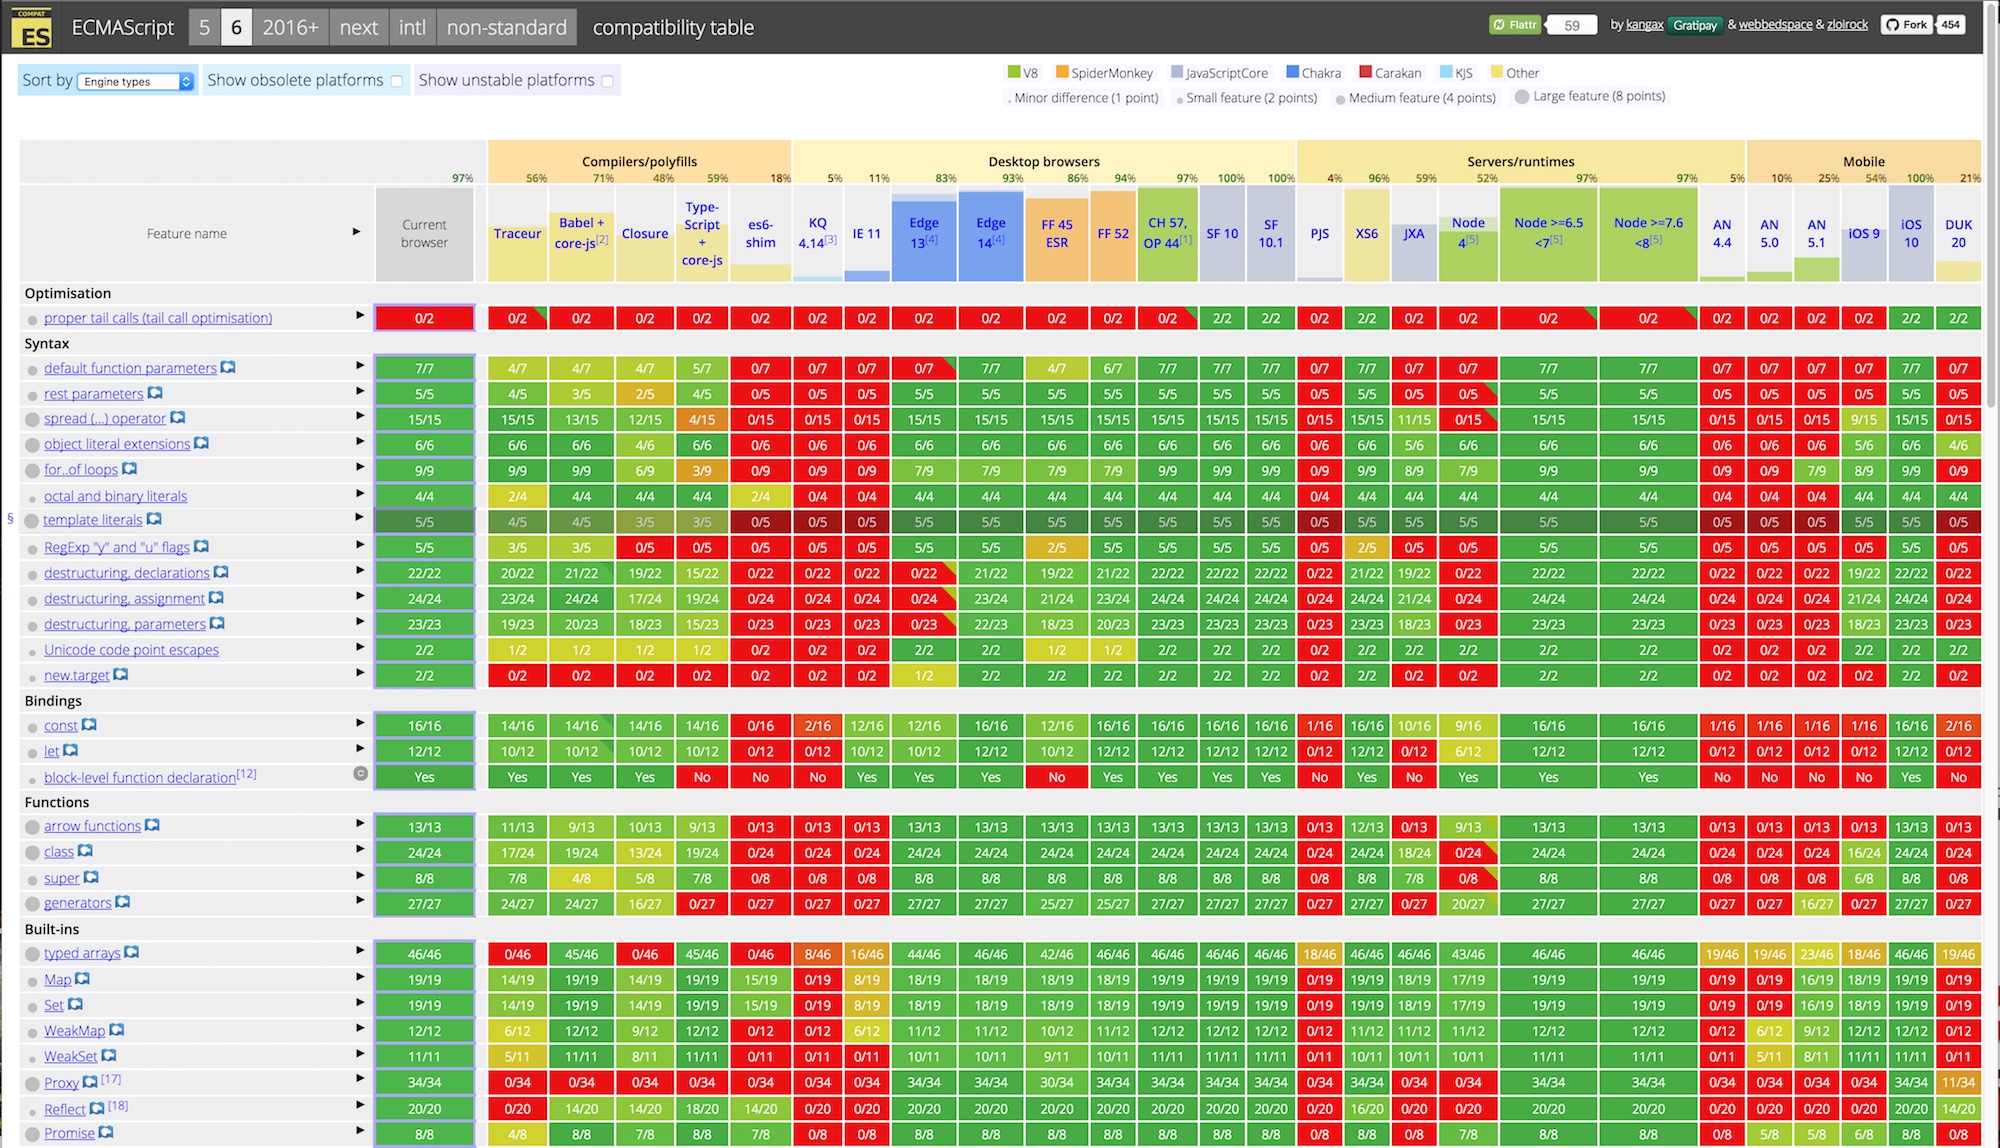 COMPAT ES ECMAScript 5 6 2016+ next intl non-standard compatibility table Flattr 59 by kangax Gratipay & webbedspace & zloirock Fork 454
Sort by Engine types Show obsolete platforms Show unstable platforms
V8 SpiderMonkey JavaScriptCore Chakra Carakan KJS Other
Minor difference (1 point) Small feature (2 points) Medium feature (4 points) Large feature (8 points)
Compilers/polyfills Desktop browsers Servers/runtimes Mobile
97% 56% 71% 48% 59% 18% 5% 11% 83% 93% 86% 94% 97% 100% 100% 4% 96% 59% 52% 97% 97% 5% 10% 25% 54% 100% 21%
Feature name ▶ Current browser Traceur Babel + core-js[2] Closure Type-Script + core-js es6-shim KQ 4.14[3] IE 11 Edge 13[4] Edge 14[4] FF 45 ESR FF 52 CH 57, OP 44[1] SF 10 SF 10.1 PJS XS6 JXA Node 4[5] Node >=6.5 <7[5] Node >=7.6 <8[5] AN 4.4 AN 5.0 AN 5.1 iOS 9 iOS 10 DUK 20
Optimisation
proper tail calls (tail call optimisation) ▶ 0/2 0/2 0/2 0/2 0/2 0/2 0/2 0/2 0/2 0/2 0/2 0/2 0/2 2/2 2/2 0/2 2/2 0/2 0/2 0/2 0/2 0/2 0/2 0/2 0/2 2/2 2/2
Syntax
default function parameters ▶ 7/7 4/7 4/7 4/7 5/7 0/7 0/7 0/7 0/7 7/7 4/7 6/7 7/7 7/7 7/7 0/7 7/7 0/7 0/7 7/7 7/7 0/7 0/7 0/7 0/7 7/7 0/7
rest parameters ▶ 5/5 4/5 3/5 2/5 4/5 0/5 0/5 0/5 5/5 5/5 5/5 5/5 5/5 5/5 5/5 0/5 5/5 0/5 0/5 5/5 5/5 0/5 0/5 0/5 0/5 5/5 0/5
spread (...) operator ▶ 15/15 15/15 13/15 12/15 4/15 0/15 0/15 0/15 15/15 15/15 15/15 15/15 15/15 15/15 15/15 0/15 15/15 11/15 0/15 15/15 15/15 0/15 0/15 0/15 9/15 15/15 0/15
object literal extensions ▶ 6/6 6/6 6/6 4/6 6/6 0/6 0/6 0/6 6/6 6/6 6/6 6/6 6/6 6/6 6/6 0/6 6/6 5/6 6/6 6/6 6/6 0/6 0/6 0/6 5/6 6/6 4/6
for..of loops ▶ 9/9 9/9 9/9 6/9 3/9 0/9 0/9 0/9 7/9 7/9 7/9 7/9 9/9 9/9 9/9 0/9 9/9 8/9 7/9 9/9 9/9 0/9 0/9 7/9 8/9 9/9 0/9
octal and binary literals ▶ 4/4 2/4 4/4 4/4 4/4 2/4 0/4 0/4 4/4 4/4 4/4 4/4 4/4 4/4 4/4 0/4 4/4 4/4 4/4 4/4 4/4 0/4 0/4 0/4 4/4 4/4 4/4
§ template literals ▶ 5/5 4/5 4/5 3/5 3/5 0/5 0/5 0/5 5/5 5/5 5/5 5/5 5/5 5/5 5/5 0/5 5/5 5/5 5/5 5/5 5/5 0/5 0/5 0/5 5/5 5/5 0/5
RegExp "y" and "u" flags ▶ 5/5 3/5 3/5 0/5 0/5 0/5 0/5 0/5 5/5 5/5 2/5 5/5 5/5 5/5 5/5 0/5 2/5 0/5 0/5 5/5 5/5 0/5 0/5 0/5 0/5 5/5 0/5
destructuring, declarations ▶ 22/22 20/22 21/22 19/22 15/22 0/22 0/22 0/22 0/22 21/22 19/22 21/22 22/22 22/22 22/22 0/22 21/22 19/22 0/22 22/22 22/22 0/22 0/22 0/22 19/22 22/22 0/22
destructuring, assignment ▶ 24/24 23/24 24/24 17/24 19/24 0/24 0/24 0/24 0/24 23/24 21/24 23/24 24/24 24/24 24/24 0/24 24/24 21/24 0/24 24/24 24/24 0/24 0/24 0/24 21/24 24/24 0/24
destructuring, parameters ▶ 23/23 19/23 20/23 18/23 15/23 0/23 0/23 0/23 0/23 22/23 18/23 20/23 23/23 23/23 23/23 0/23 23/23 18/23 0/23 23/23 23/23 0/23 0/23 0/23 18/23 23/23 0/23
Unicode code point escapes ▶ 2/2 1/2 1/2 1/2 1/2 0/2 0/2 0/2 2/2 2/2 1/2 1/2 2/2 2/2 2/2 0/2 2/2 2/2 2/2 2/2 2/2 0/2 0/2 0/2 2/2 2/2 2/2
new.target ▶ 2/2 0/2 0/2 0/2 0/2 0/2 0/2 0/2 1/2 2/2 2/2 2/2 2/2 2/2 2/2 0/2 2/2 0/2 0/2 2/2 2/2 0/2 0/2 0/2 0/2 2/2 0/2
Bindings
const ▶ 16/16 14/16 14/16 14/16 14/16 0/16 2/16 12/16 12/16 16/16 12/16 16/16 16/16 16/16 16/16 1/16 16/16 10/16 9/16 16/16 16/16 1/16 1/16 1/16 1/16 16/16 2/16
let ▶ 12/12 10/12 10/12 10/12 10/12 0/12 0/12 10/12 10/12 12/12 10/12 12/12 12/12 12/12 12/12 0/12 12/12 0/12 6/12 12/12 12/12 0/12 0/12 0/12 0/12 12/12 0/12
block-level function declaration[12] C Yes Yes Yes Yes No No No Yes Yes Yes No Yes Yes Yes Yes No Yes No Yes Yes Yes No No No No Yes No
Functions
arrow functions ▶ 13/13 11/13 9/13 10/13 9/13 0/13 0/13 0/13 13/13 13/13 13/13 13/13 13/13 13/13 13/13 0/13 12/13 0/13 9/13 13/13 13/13 0/13 0/13 0/13 0/13 13/13 0/13
class ▶ 24/24 17/24 19/24 13/24 19/24 0/24 0/24 0/24 24/24 24/24 24/24 24/24 24/24 24/24 24/24 0/24 24/24 18/24 0/24 24/24 24/24 0/24 0/24 0/24 16/24 24/24 0/24
super ▶ 8/8 7/8 4/8 5/8 7/8 0/8 0/8 0/8 8/8 8/8 8/8 8/8 8/8 8/8 8/8 0/8 8/8 7/8 0/8 8/8 8/8 0/8 0/8 0/8 6/8 8/8 0/8
generators ▶ 27/27 24/27 24/27 16/27 0/27 0/27 0/27 0/27 27/27 27/27 25/27 25/27 27/27 27/27 27/27 0/27 27/27 0/27 20/27 27/27 27/27 0/27 0/27 16/27 0/27 27/27 0/27
Built-ins
typed arrays ▶ 46/46 0/46 45/46 0/46 45/46 0/46 8/46 16/46 44/46 46/46 42/46 46/46 46/46 46/46 46/46 18/46 46/46 46/46 43/46 46/46 46/46 19/46 19/46 23/46 18/46 46/46 19/46
Map ▶ 19/19 14/19 19/19 14/19 19/19 15/19 0/19 8/19 18/19 18/19 18/19 18/19 19/19 19/19 19/19 0/19 19/19 18/19 17/19 19/19 19/19 0/19 0/19 16/19 18/19 19/19 0/19
Set ▶ 19/19 14/19 19/19 14/19 19/19 15/19 0/19 8/19 18/19 18/19 18/19 18/19 19/19 19/19 19/19 0/19 19/19 18/19 17/19 19/19 19/19 0/19 0/19 16/19 18/19 19/19 0/19
WeakMap ▶ 12/12 6/12 12/12 9/12 12/12 0/12 0/12 6/12 11/12 11/12 10/12 11/12 12/12 12/12 12/12 0/12 11/12 11/12 11/12 12/12 12/12 0/12 6/12 9/12 12/12 12/12 0/12
WeakSet ▶ 11/11 5/11 11/11 8/11 11/11 0/11 0/11 0/11 10/11 10/11 9/11 10/11 11/11 11/11 11/11 0/11 10/11 10/11 10/11 11/11 11/11 0/11 5/11 8/11 11/11 11/11 0/11
Proxy [17] ▶ 34/34 0/34 0/34 0/34 0/34 0/34 0/34 0/34 34/34 34/34 30/34 34/34 34/34 34/34 34/34 0/34 34/34 0/34 0/34 34/34 34/34 0/34 0/34 0/34 0/34 34/34 11/34
Reflect [18] ▶ 20/20 0/20 14/20 14/20 18/20 14/20 0/20 0/20 20/20 20/20 20/20 20/20 20/20 20/20 20/20 0/20 16/20 0/20 0/20 20/20 20/20 0/20 0/20 0/20 0/20 20/20 14/20
Promise ▶ 8/8 4/8 8/8 7/8 8/8 7/8 0/8 0/8 8/8 8/8 8/8 8/8 8/8 8/8 8/8 0/8 8/8 0/8 7/8 8/8 8/8 0/8 5/8 5/8 6/8 8/8 0/8